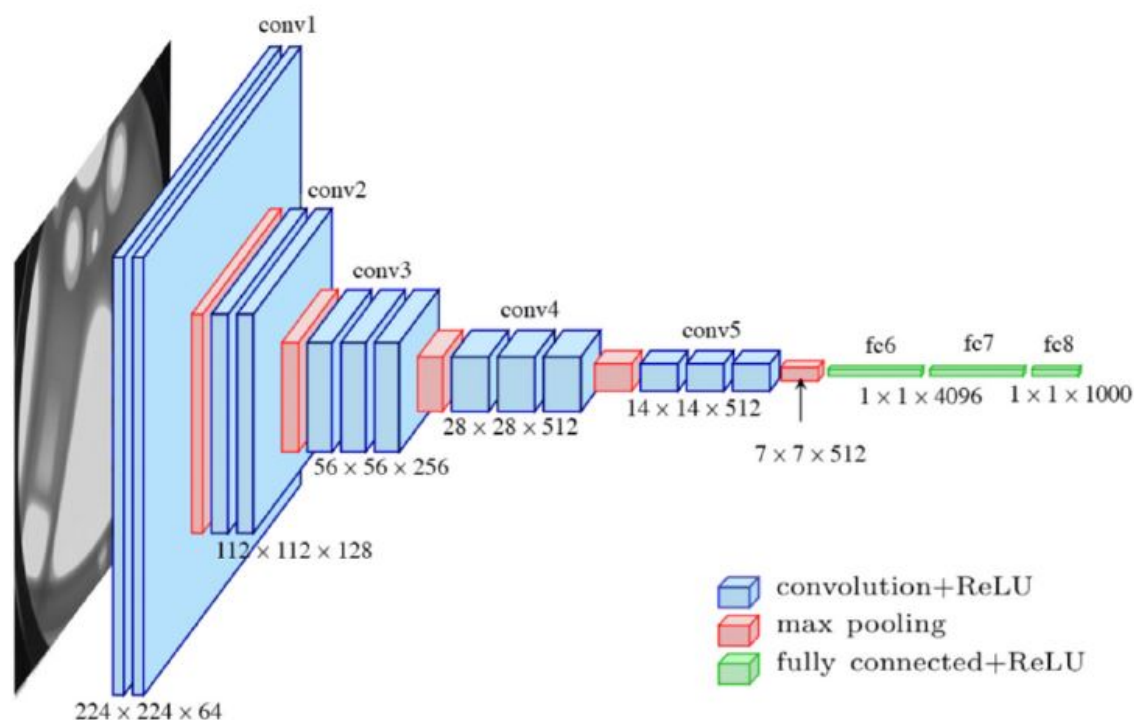 conv1
conv2
conv3
conv4
conv5
fc6
fc7
fc8
1 × 1 × 4096
1 × 1 × 1000
14 × 14 × 512
28 × 28 × 512
7 × 7 × 512
56 × 56 × 256
112 × 112 × 128
224 × 224 × 64
convolution+ReLU
max pooling
fully connected+ReLU